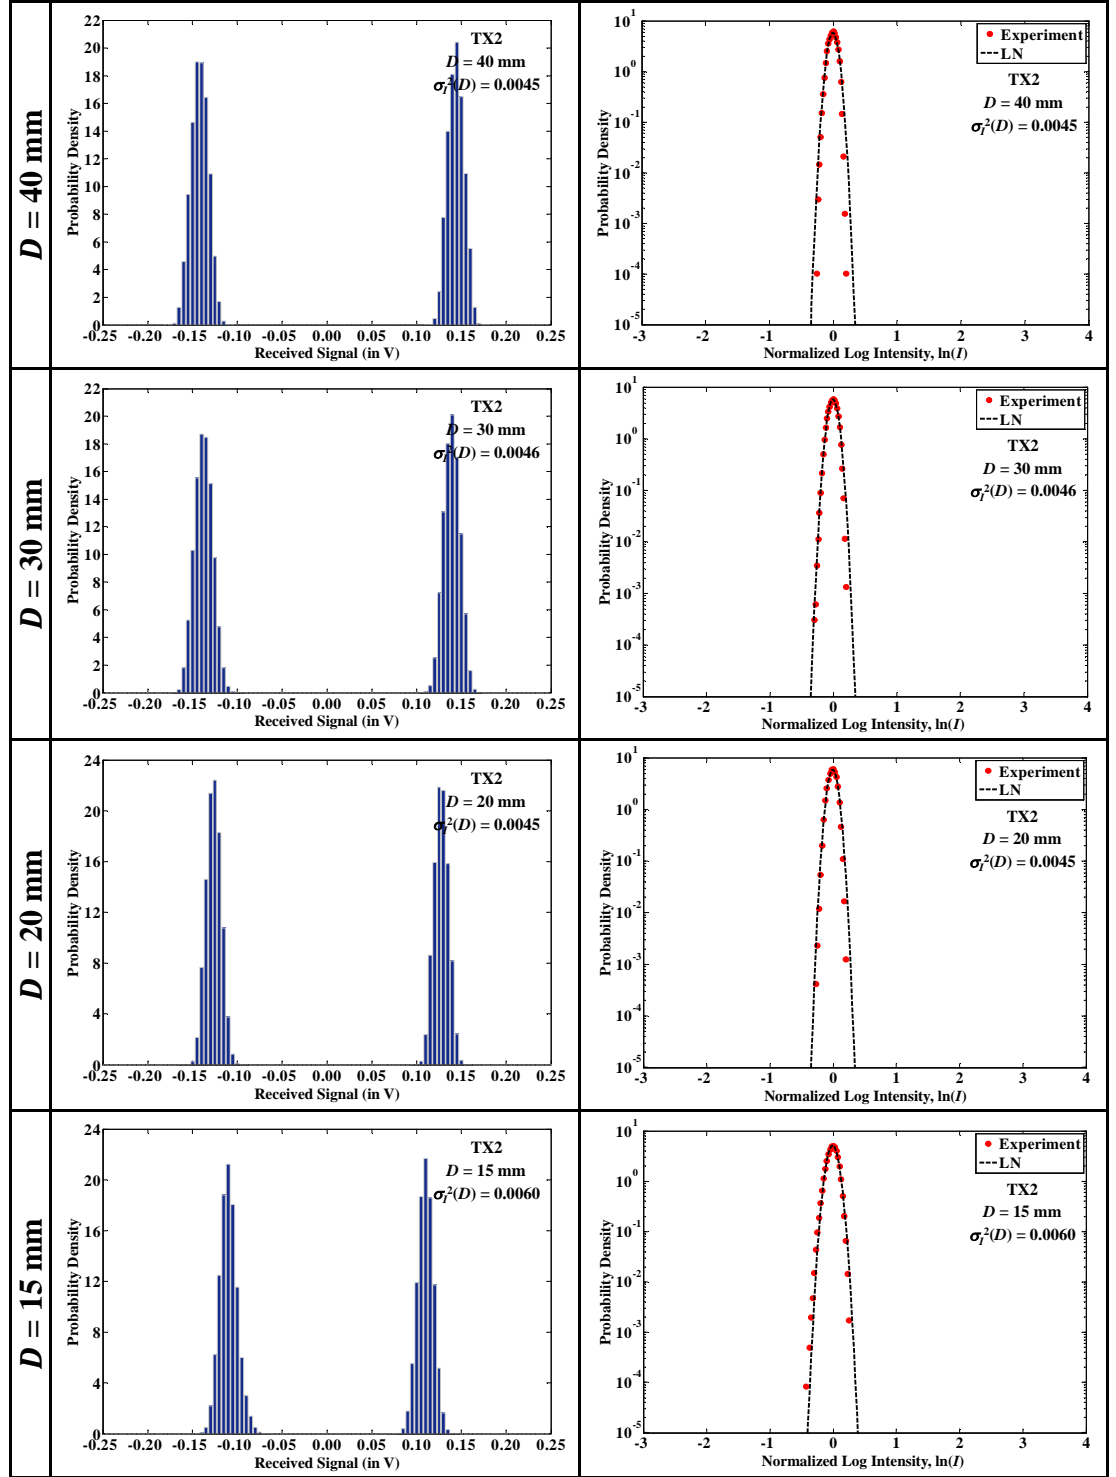 D = 40 mm
22
20
18
16
14
12
10
8
6
4
2
0
Probability Density
TX2
D = 40 mm
σI²(D) = 0.0045
-0.25 -0.20 -0.15 -0.10 -0.05 0.00 0.05 0.10 0.15 0.20 0.25
Received Signal (in V)
10^1
10^0
10^-1
10^-2
10^-3
10^-4
10^-5
Probability Density
Experiment
LN
TX2
D = 40 mm
σI²(D) = 0.0045
-3 -2 -1 0 1 2 3 4
Normalized Log Intensity, ln(I)
D = 30 mm
22
20
18
16
14
12
10
8
6
4
2
0
Probability Density
TX2
D = 30 mm
σI²(D) = 0.0046
-0.25 -0.20 -0.15 -0.10 -0.05 0.00 0.05 0.10 0.15 0.20 0.25
Received Signal (in V)
10^1
10^0
10^-1
10^-2
10^-3
10^-4
10^-5
Probability Density
Experiment
LN
TX2
D = 30 mm
σI²(D) = 0.0046
-3 -2 -1 0 1 2 3 4
Normalized Log Intensity, ln(I)
D = 20 mm
24
20
16
12
8
4
0
Probability Density
TX2
D = 20 mm
σI²(D) = 0.0045
-0.25 -0.20 -0.15 -0.10 -0.05 0.00 0.05 0.10 0.15 0.20 0.25
Received Signal (in V)
10^1
10^0
10^-1
10^-2
10^-3
10^-4
10^-5
Probability Density
Experiment
LN
TX2
D = 20 mm
σI²(D) = 0.0045
-3 -2 -1 0 1 2 3 4
Normalized Log Intensity, ln(I)
D = 15 mm
24
20
16
12
8
4
0
Probability Density
TX2
D = 15 mm
σI²(D) = 0.0060
-0.25 -0.20 -0.15 -0.10 -0.05 0.00 0.05 0.10 0.15 0.20 0.25
Received Signal (in V)
10^1
10^0
10^-1
10^-2
10^-3
10^-4
10^-5
Probability Density
Experiment
LN
TX2
D = 15 mm
σI²(D) = 0.0060
-3 -2 -1 0 1 2 3 4
Normalized Log Intensity, ln(I)